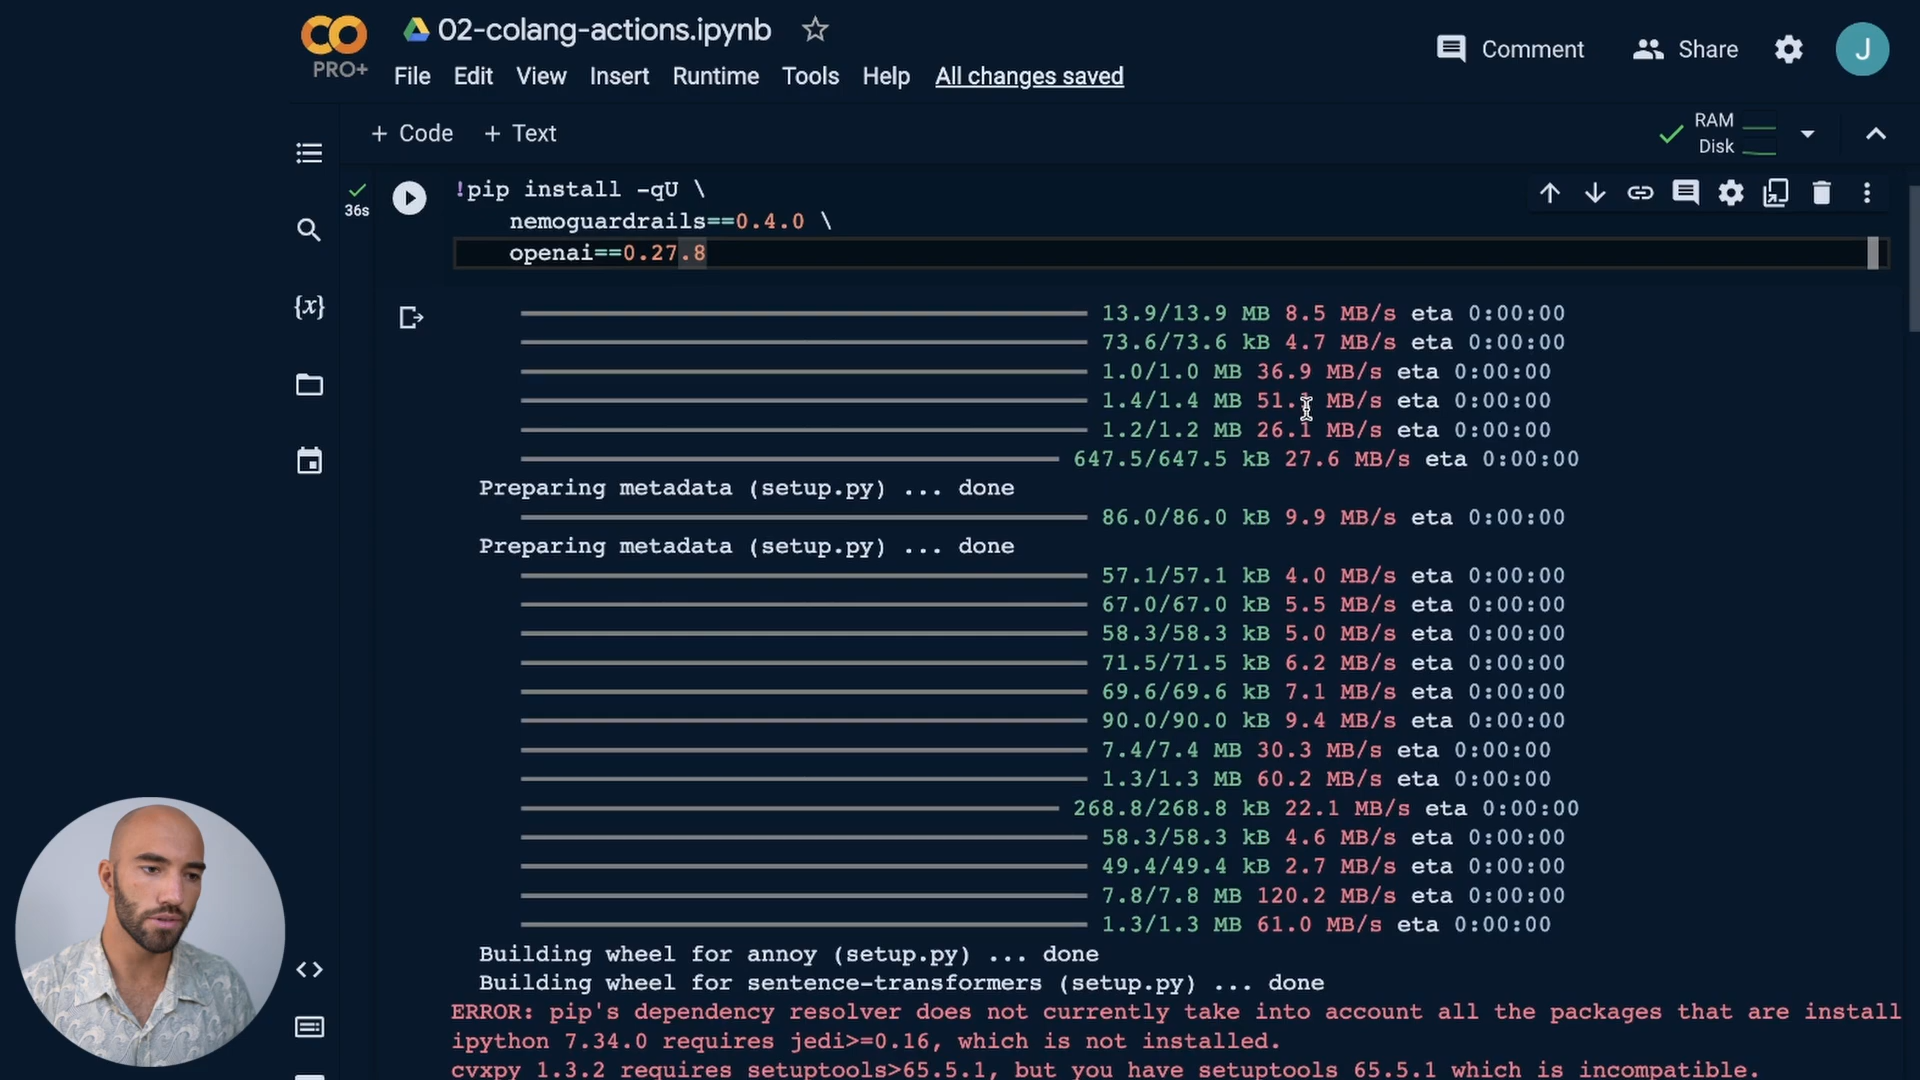 02-colang-actions.ipynb
PRO+
File Edit View Insert Runtime Tools Help All changes saved
Comment Share J
+ Code + Text
RAM
Disk
36s
!pip install -qU \
nemoguardrails==0.4.0 \
openai==0.27.8
{x}
13.9/13.9 MB 8.5 MB/s eta 0:00:00
73.6/73.6 kB 4.7 MB/s eta 0:00:00
1.0/1.0 MB 36.9 MB/s eta 0:00:00
1.4/1.4 MB MB/s eta 0:00:00
1.2/1.2 MB 26.1 MB/s eta 0:00:00
647.5/647.5 kB 27.6 MB/s eta 0:00:00
Preparing metadata (setup.py) ... done
86.0/86.0 kB 9.9 MB/s eta 0:00:00
Preparing metadata (setup.py) ... done
57.1/57.1 kB 4.0 MB/s eta 0:00:00
67.0/67.0 kB 5.5 MB/s eta 0:00:00
58.3/58.3 kB 5.0 MB/s eta 0:00:00
71.5/71.5 kB 6.2 MB/s eta 0:00:00
69.6/69.6 kB 7.1 MB/s eta 0:00:00
90.0/90.0 kB 9.4 MB/s eta 0:00:00
7.4/7.4 MB 30.3 MB/s eta 0:00:00
1.3/1.3 MB 60.2 MB/s eta 0:00:00
268.8/268.8 kB 22.1 MB/s eta 0:00:00
58.3/58.3 kB 4.6 MB/s eta 0:00:00
49.4/49.4 kB 2.7 MB/s eta 0:00:00
7.8/7.8 MB 120.2 MB/s eta 0:00:00
1.3/1.3 MB 61.0 MB/s eta 0:00:00
Building wheel for annoy (setup.py) ... done
Building wheel for sentence-transformers (setup.py) ... done
ERROR: pip's dependency resolver does not currently take into account all the packages that are install
ipython 7.34.0 requires jedi>=0.16, which is not installed.
cvxpy 1.3.2 requires setuptools>65.5.1, but you have setuptools 65.5.1 which is incompatible.